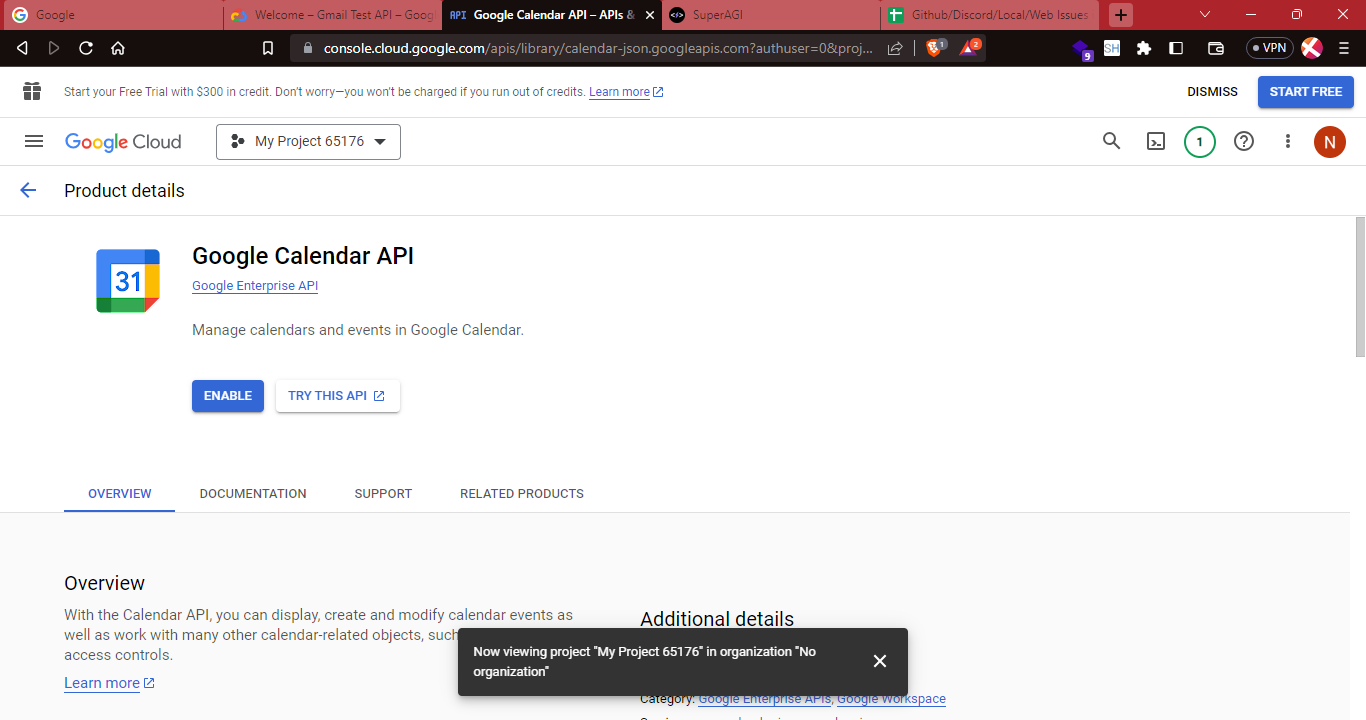 Google
Welcome – Gmail Test API – Goog
API Google Calendar API – APIs &
SuperAGI
Github/Discord/Local/Web Issues
console.cloud.google.com/apis/library/calendar-json.googleapis.com?authuser=0&proj...
1
2
9
SH
VPN
Start your Free Trial with $300 in credit. Don't worry—you won't be charged if you run out of credits. Learn more
DISMISS
START FREE
Google Cloud
My Project 65176
1
N
Product details
31
Google Calendar API
Google Enterprise API
Manage calendars and events in Google Calendar.
ENABLE
TRY THIS API
OVERVIEW
DOCUMENTATION
SUPPORT
RELATED PRODUCTS
Overview
With the Calendar API, you can display, create and modify calendar events as
well as work with many other calendar-related objects, such
access controls.
Learn more
Additional details
Category: Google Enterprise APIs, Google Workspace
Now viewing project "My Project 65176" in organization "No
organization"